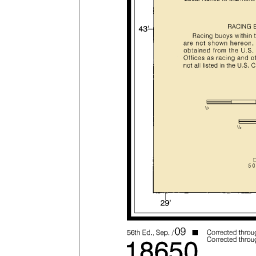 RACING B
Racing buoys within t
are not shown hereon.
obtained from the U.S.
Offices as racing and ot
not all listed in the U.S. C
43'
29'
56th Ed., Sep. /09 ■ Corrected throug
Corrected throug
18650